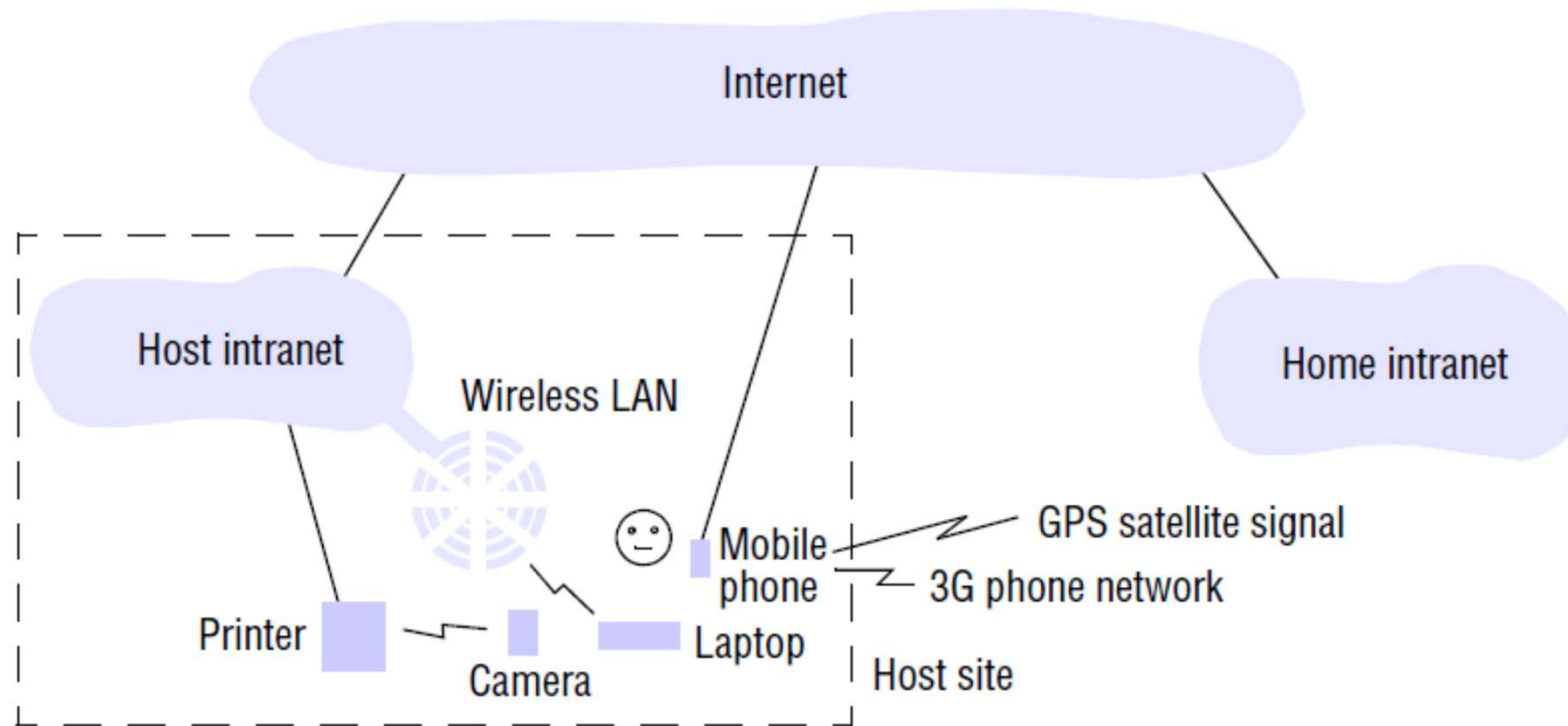 Internet
Host intranet
Home intranet
Wireless LAN
GPS satellite signal
Mobile
phone
3G phone network
Printer
Laptop
Camera
Host site